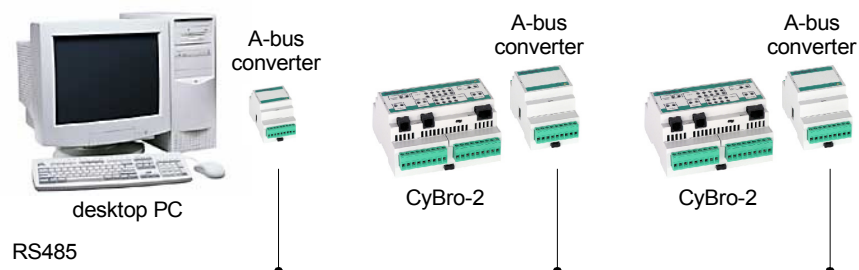 A-bus
converter
A-bus
converter
A-bus
converter
desktop PC
CyBro-2
CyBro-2
RS485